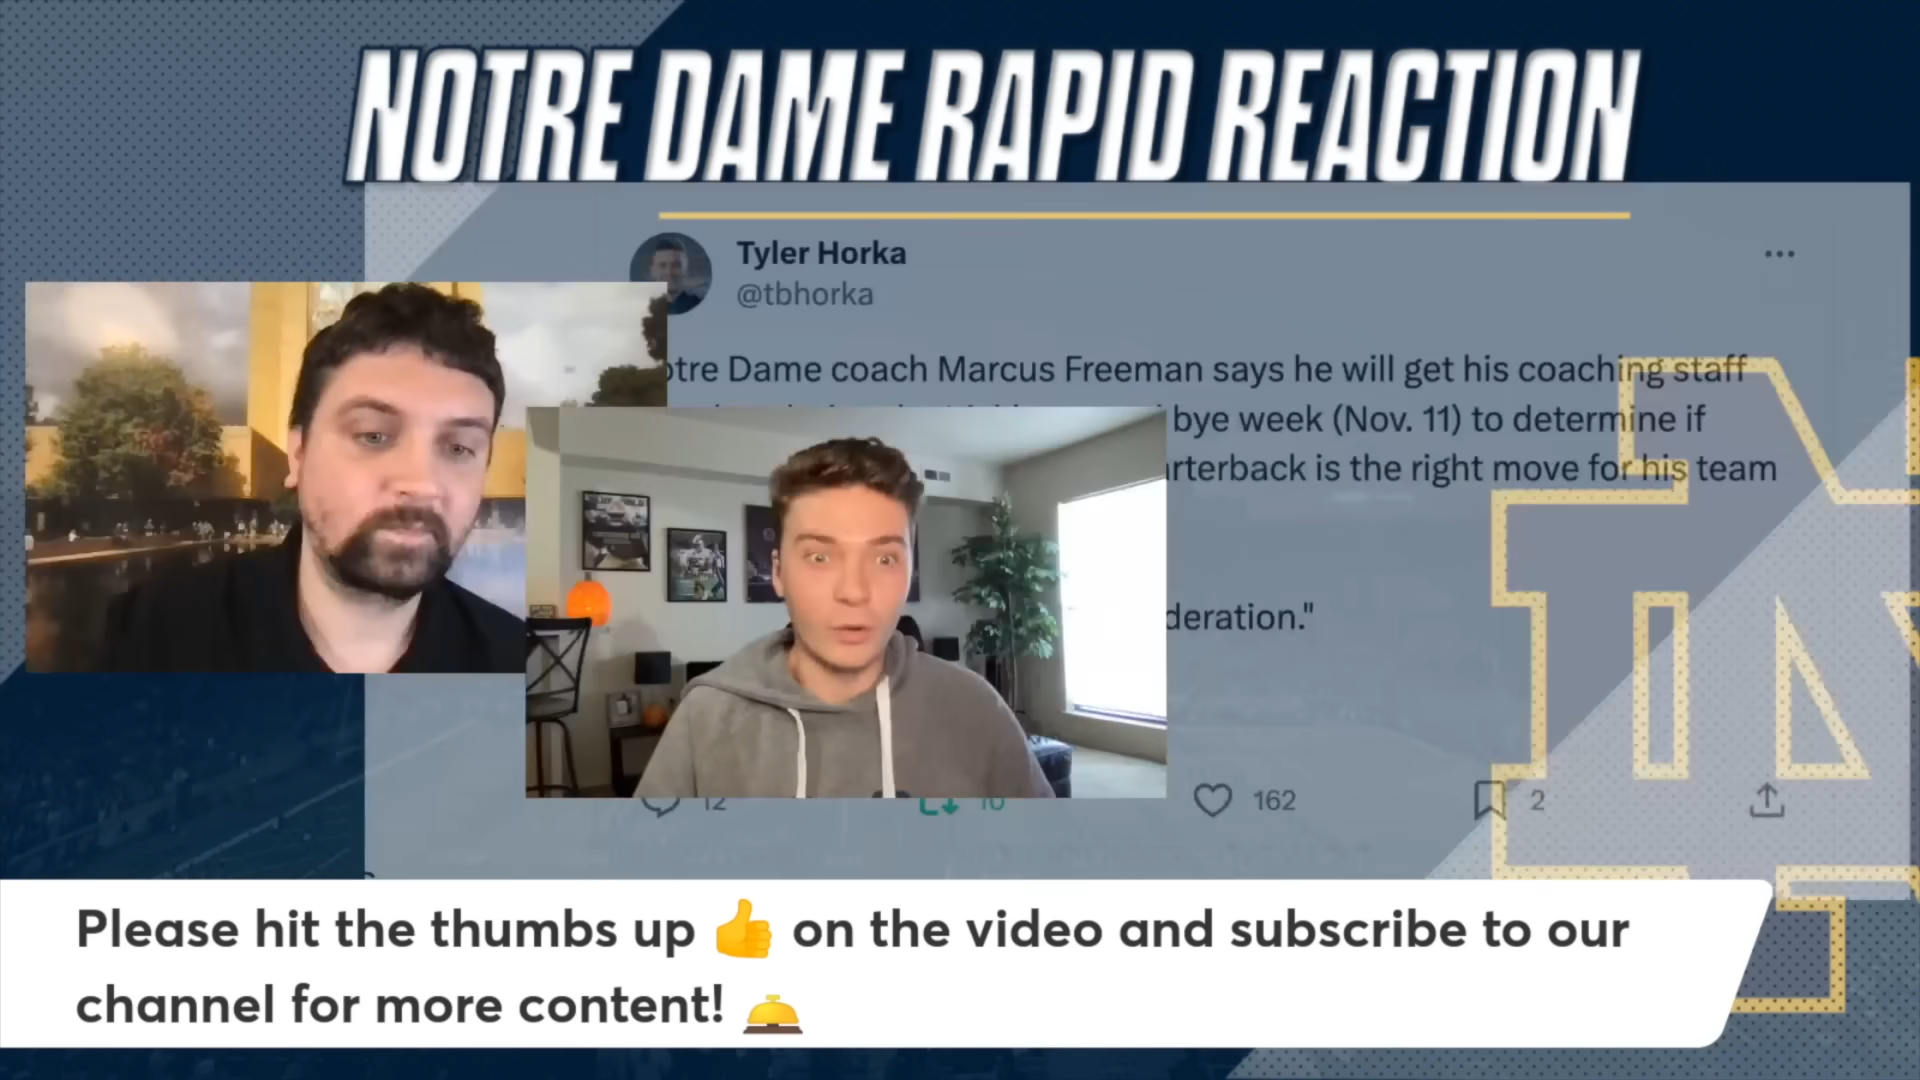 NOTRE DAME RAPID REACTION
Tyler Horka
@tbhorka
otre Dame coach Marcus Freeman says he will get his coaching staff
bye week (Nov. 11) to determine if
arterback is the right move for his team
deration."
12 10 162 2
Please hit the thumbs up 👍 on the video and subscribe to our
channel for more content! 🛎️